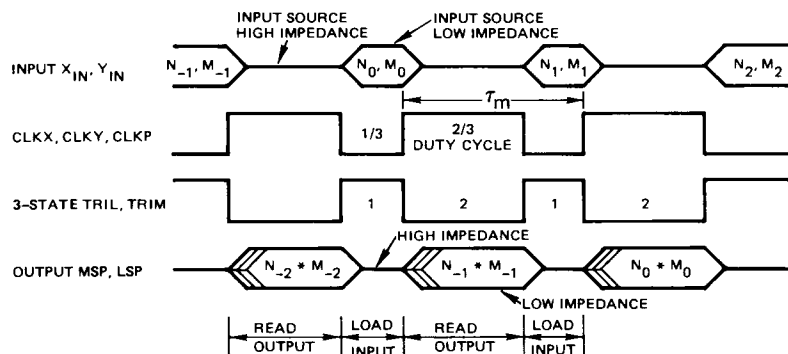 INPUT SOURCE
HIGH IMPEDANCE
INPUT SOURCE
LOW IMPEDANCE
INPUT X_IN, Y_IN
N_-1, M_-1
N_0, M_0
N_1, M_1
N_2, M_2
τ_m
CLKX, CLKY, CLKP
1/3
2/3
DUTY CYCLE
3-STATE TRIL, TRIM
1
2
1
2
HIGH IMPEDANCE
OUTPUT MSP, LSP
N_-2 * M_-2
N_-1 * M_-1
N_0 * M_0
LOW IMPEDANCE
READ
OUTPUT
LOAD
INPUT
READ
OUTPUT
LOAD
INPUT